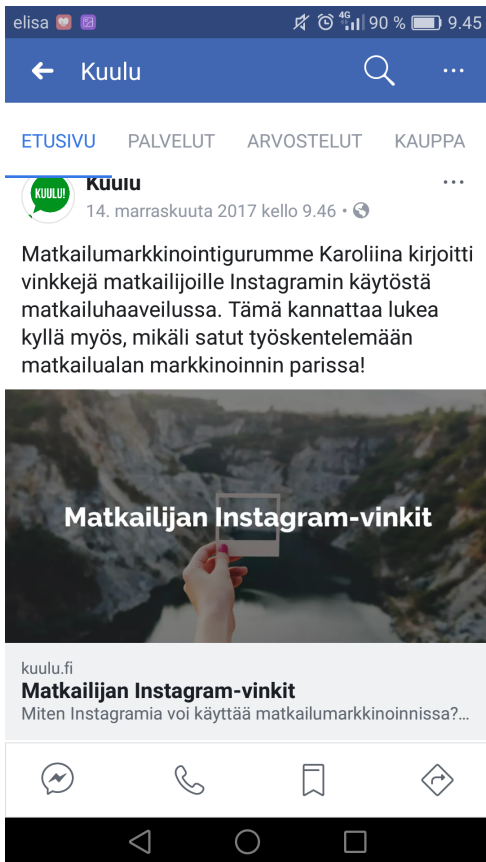 elisa 4G 90 % 9.45
Kuulu
ETUSIVU PALVELUT ARVOSTELUT KAUPPA
KUULU!
Kuulu
14. marraskuuta 2017 kello 9.46 •
Matkailumarkkinointigurumme Karoliina kirjoitti
vinkkejä matkailijoille Instagramin käytöstä
matkailuhaaveilussa. Tämä kannattaa lukea
kyllä myös, mikäli satut työskentelemään
matkailualan markkinoinnin parissa!
Matkailijan Instagram-vinkit
kuulu.fi
Matkailijan Instagram-vinkit
Miten Instagramia voi käyttää matkailumarkkinoinnissa?...